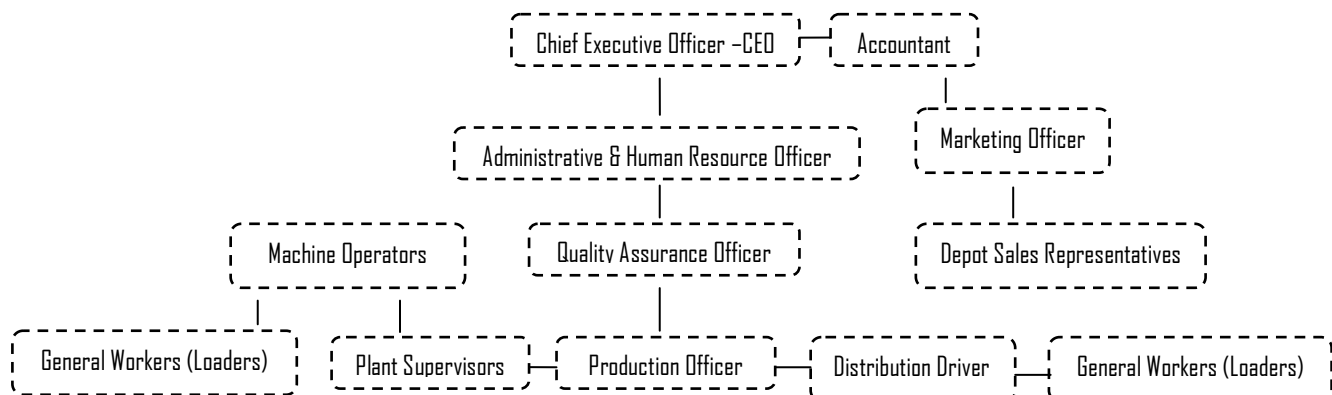 Chief Executive Officer –CEO
Accountant
Marketing Officer
Administrative & Human Resource Officer
Machine Operators
Quality Assurance Officer
Depot Sales Representatives
General Workers (Loaders)
Plant Supervisors
Production Officer
Distribution Driver
General Workers (Loaders)